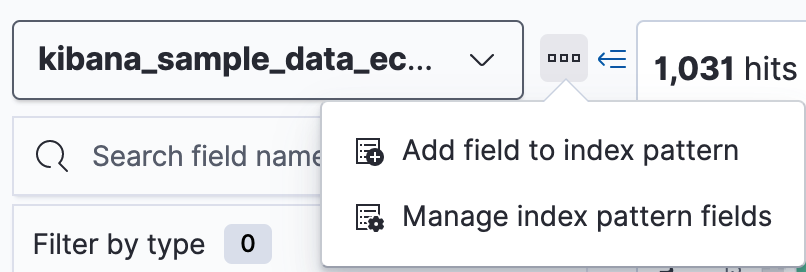 kibana_sample_data_ec...
1,031 hits
Add field to index pattern
Search field name
Manage index pattern fields
Filter by type 0